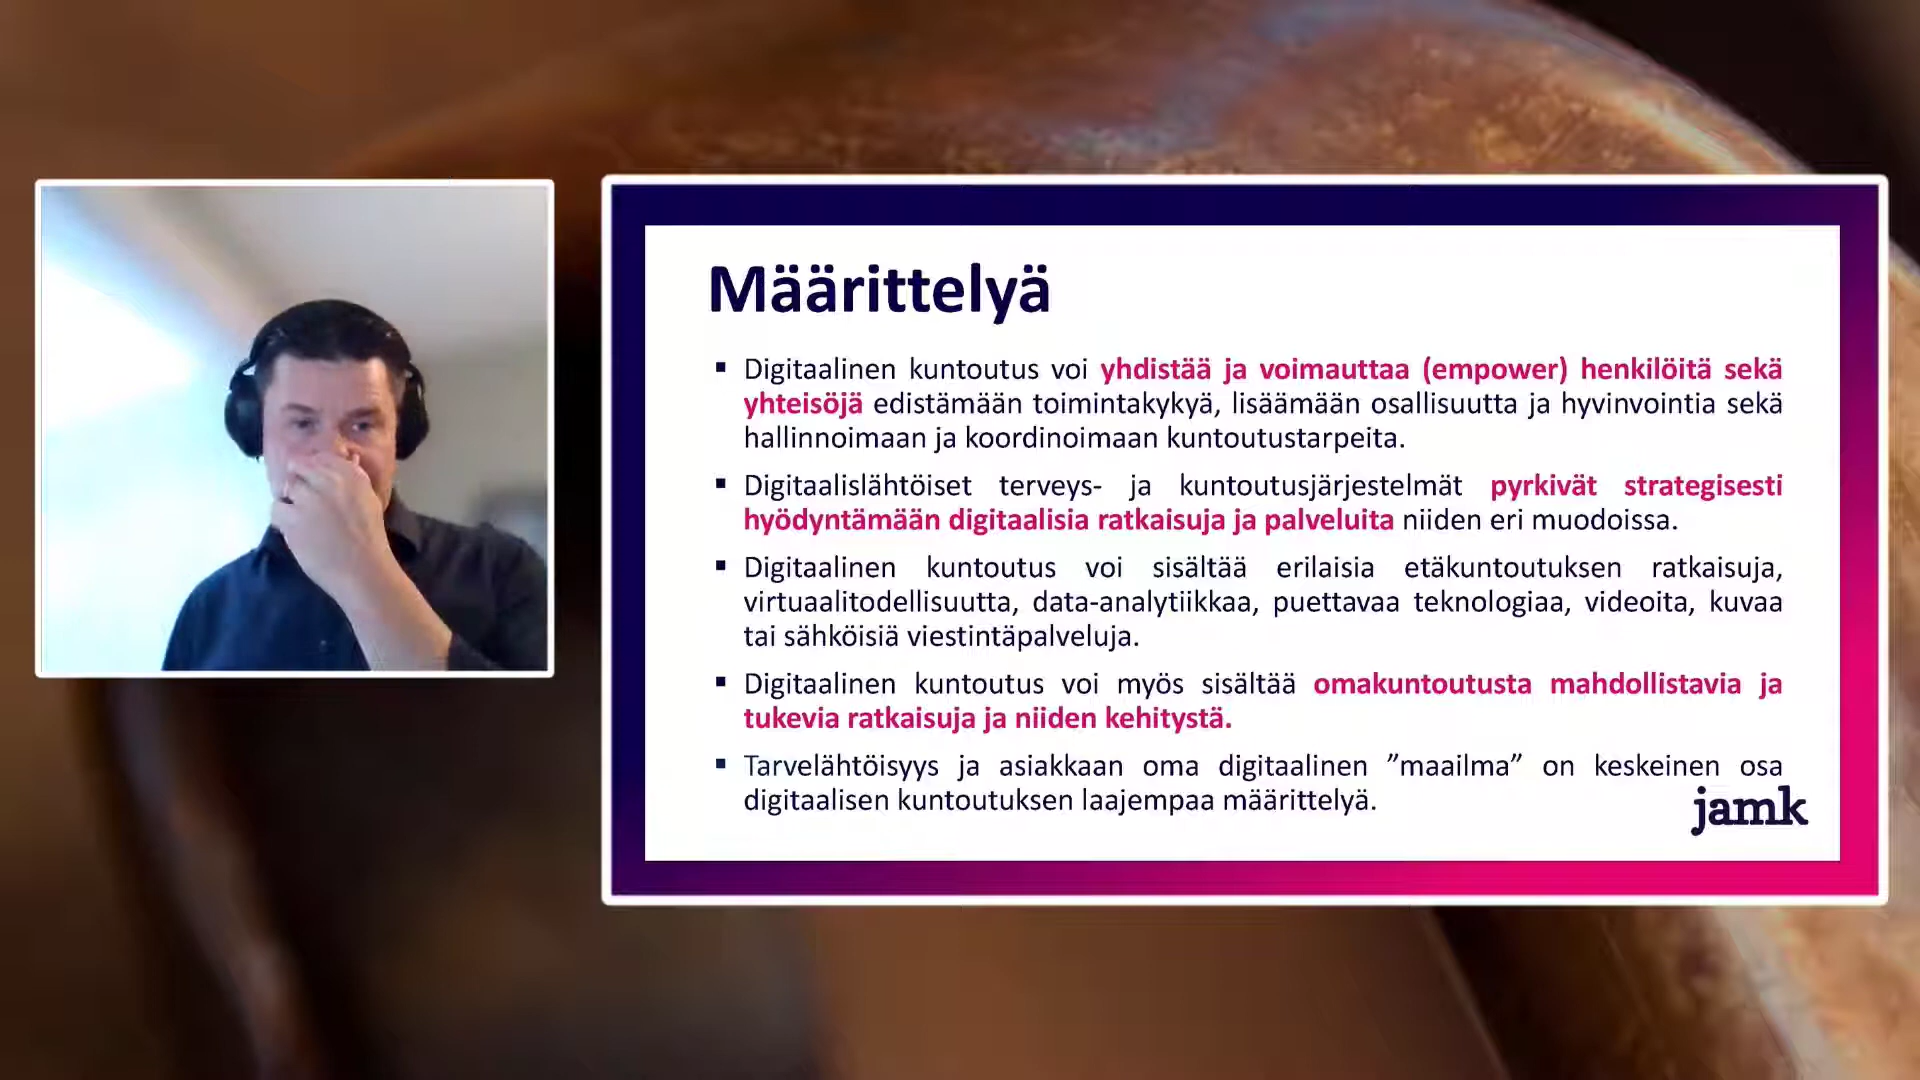 Määrittelyä
▪ Digitaalinen kuntoutus voi yhdistää ja voimauttaa (empower) henkilöitä sekä
yhteisöjä edistämään toimintakykyä, lisäämään osallisuutta ja hyvinvointia sekä
hallinnoimaan ja koordinoimaan kuntoutustarpeita.
▪ Digitaalislähtöiset terveys- ja kuntoutusjärjestelmät pyrkivät strategisesti
hyödyntämään digitaalisia ratkaisuja ja palveluita niiden eri muodoissa.
▪ Digitaalinen kuntoutus voi sisältää erilaisia etäkuntoutuksen ratkaisuja,
virtuaalitodellisuutta, data-analytiikkaa, puettavaa teknologiaa, videoita, kuvaa
tai sähköisiä viestintäpalveluja.
▪ Digitaalinen kuntoutus voi myös sisältää omakuntoutusta mahdollistavia ja
tukevia ratkaisuja ja niiden kehitystä.
▪ Tarvelähtöisyys ja asiakkaan oma digitaalinen ”maailma” on keskeinen osa
digitaalisen kuntoutuksen laajempaa määrittelyä.
jamk